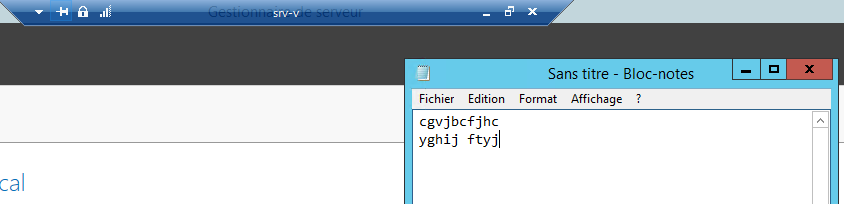 Gestionnaire de serveur
srv-v
Sans titre - Bloc-notes
Fichier Edition Format Affichage ?
cgvjbcfjhc
yghij ftyj
cal